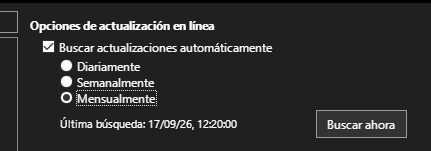 Opciones de actualización en línea
Buscar actualizaciones automáticamente
Diariamente
Semanalmente
Mensualmente
Última búsqueda: 17/09/26, 12:20:00
Buscar ahora